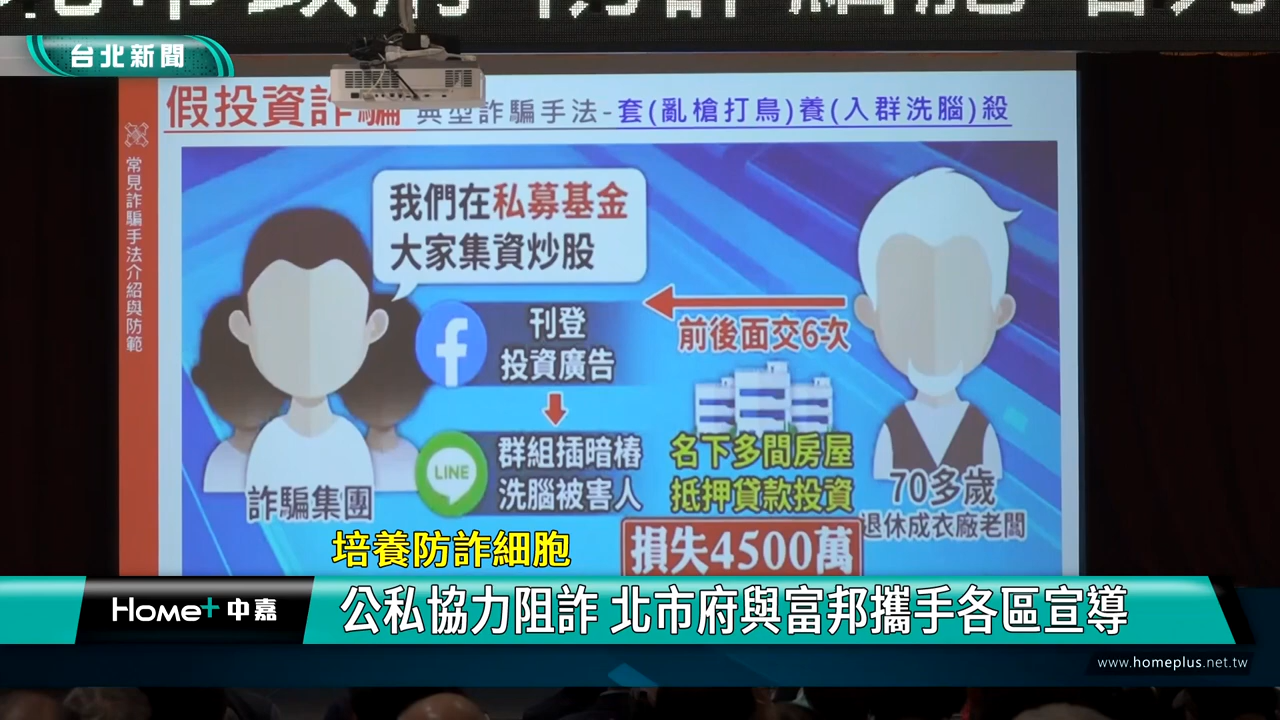 台北新聞
假投資詐騙 典型詐騙手法-套(亂槍打鳥)養(入群洗腦)殺
常見詐騙手法介紹與防範
我們在私募基金
大家集資炒股
刊登
投資廣告
前後面交6次
LINE
群組插暗樁
洗腦被害人
名下多間房屋
抵押貸款投資
詐騙集團
70多歲
退休成衣廠老闆
損失4500萬
培養防詐細胞
Home+中嘉
公私協力阻詐 北市府與富邦攜手各區宣導
www.homeplus.net.tw